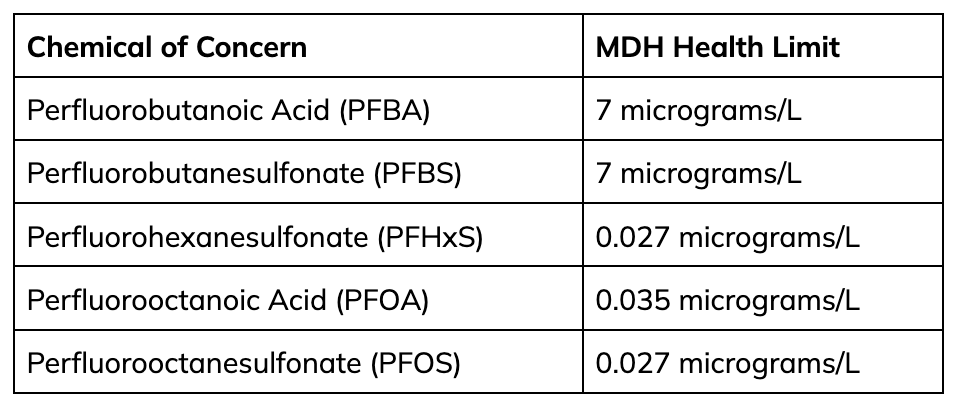 Chemical of Concern MDH Health Limit
Perfluorobutanoic Acid (PFBA) 7 micrograms/L
Perfluorobutanesulfonate (PFBS) 7 micrograms/L
Perfluorohexanesulfonate (PFHxS) 0.027 micrograms/L
Perfluorooctanoic Acid (PFOA) 0.035 micrograms/L
Perfluorooctanesulfonate (PFOS) 0.027 micrograms/L